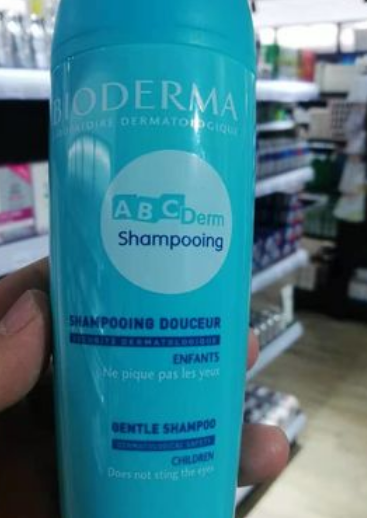 BIODERMA
LABORATOIRE DERMATOLOGIQUE
ABCDerm
Shampooing
SHAMPOOING DOUCEUR
SÉCURITÉ DERMATOLOGIQUE
ENFANTS
Ne pique pas les yeux
GENTLE SHAMPOO
DERMATOLOGICAL SAFETY
CHILDREN
Does not sting the eyes